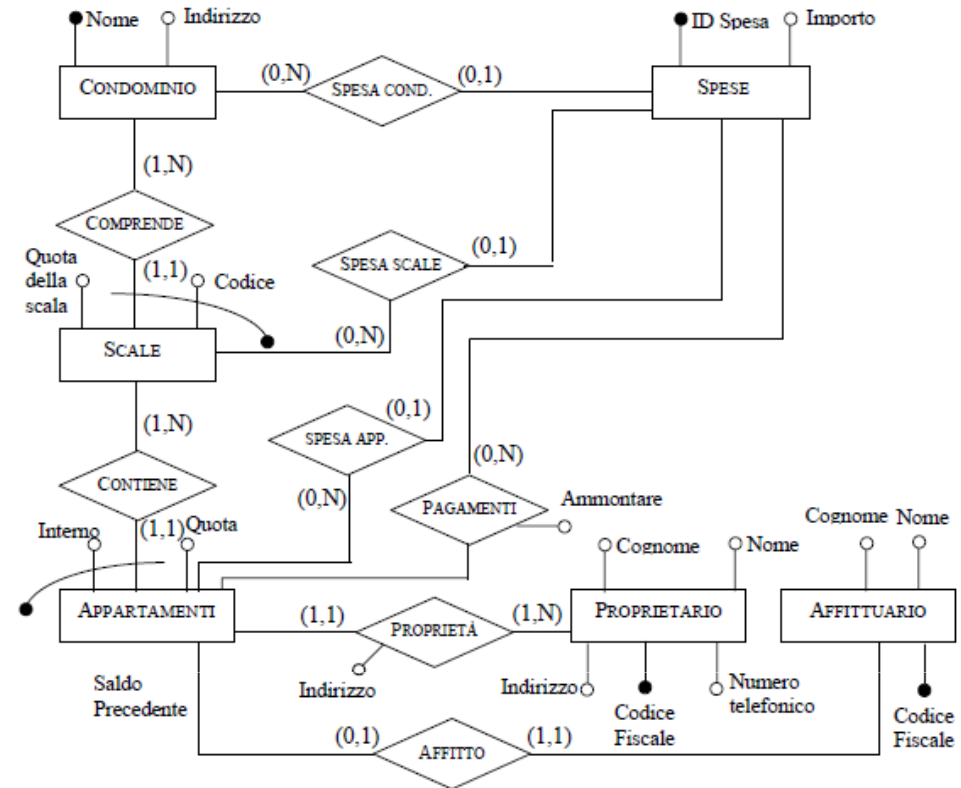 Nome
Indirizzo
ID Spesa
Importo
CONDOMINIO
(0,N)
SPESA COND.
(0,1)
SPESE
(1,N)
COMPRENDE
Quota
della
scala
(1,1)
Codice
SPESA SCALE
(0,1)
SCALE
(0,N)
(1,N)
(0,1)
SPESA APP.
CONTIENE
(0,N)
(0,N)
PAGAMENTI
Ammontare
Interno
(1,1)
Quota
Cognome
Nome
Cognome
Nome
APPARTAMENTI
(1,1)
PROPRIETÀ
(1,N)
PROPRIETARIO
AFFITTUARIO
Saldo
Precedente
Indirizzo
Indirizzo
Codice
Fiscale
Numero
telefonico
Codice
Fiscale
(0,1)
AFFITTO
(1,1)